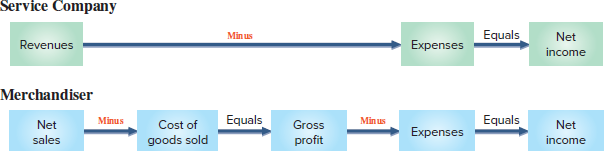 Service Company
Revenues Minus Expenses Equals Net income
Merchandiser
Net sales Minus Cost of goods sold Equals Gross profit Minus Expenses Equals Net income